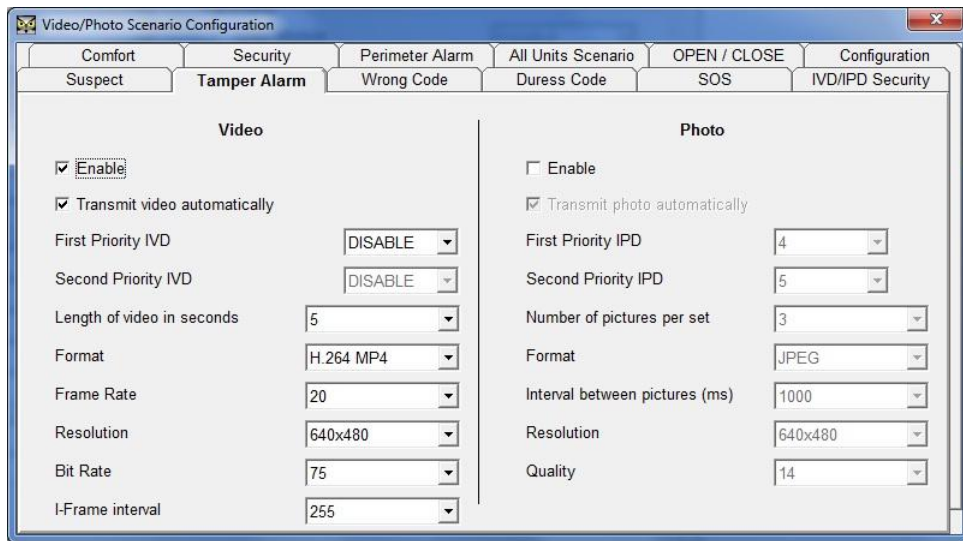 Video/Photo Scenario Configuration
Comfort Security Perimeter Alarm All Units Scenario OPEN / CLOSE Configuration
Suspect Tamper Alarm Wrong Code Duress Code SOS IVD/IPD Security
Video Photo
Enable Enable
Transmit video automatically Transmit photo automatically
First Priority IVD DISABLE First Priority IPD 4
Second Priority IVD DISABLE Second Priority IPD 5
Length of video in seconds 5 Number of pictures per set 3
Format H.264 MP4 Format JPEG
Frame Rate 20 Interval between pictures (ms) 1000
Resolution 640x480 Resolution 640x480
Bit Rate 75 Quality 14
I-Frame interval 255